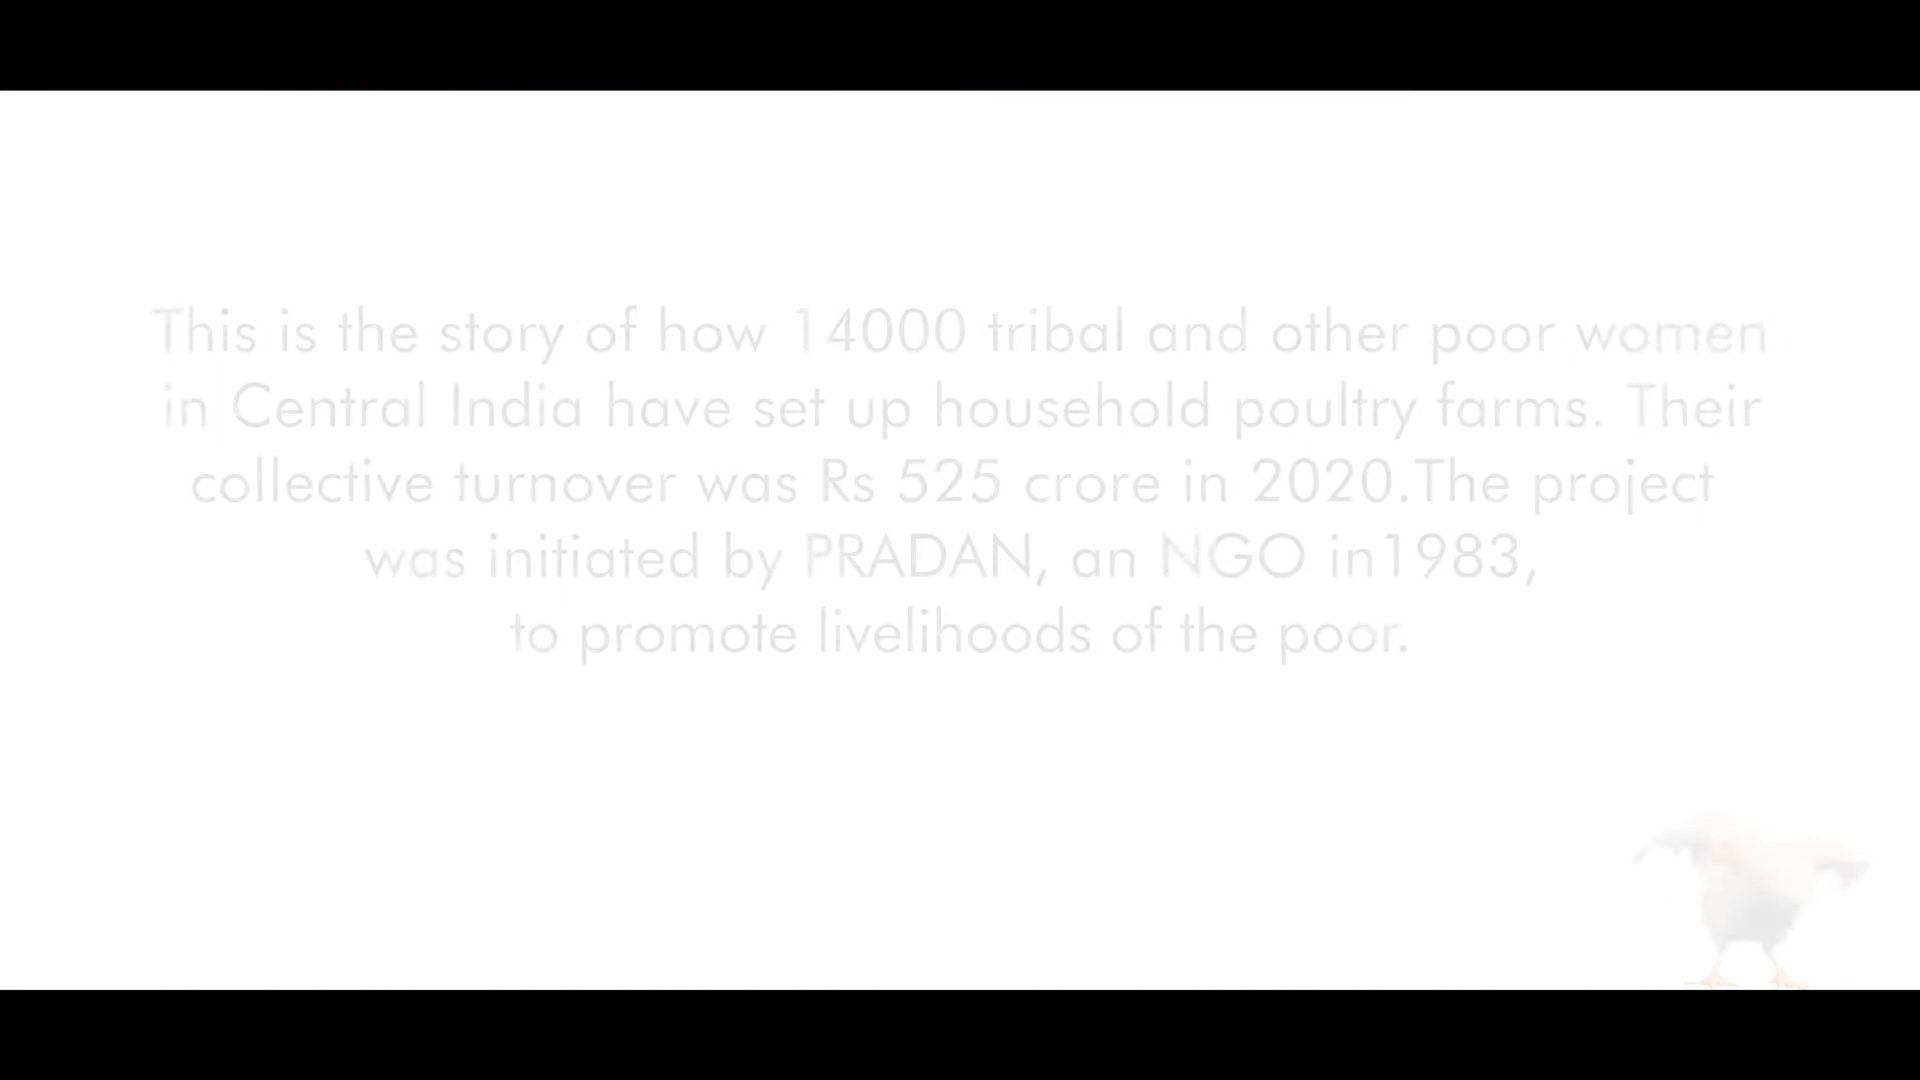 This is the story of how 14000 tribal and other poor women
in Central India have set up household poultry farms. Their
collective turnover was Rs 525 crore in 2020.The project
was initiated by PRADAN, an NGO in1983,
to promote livelihoods of the poor.